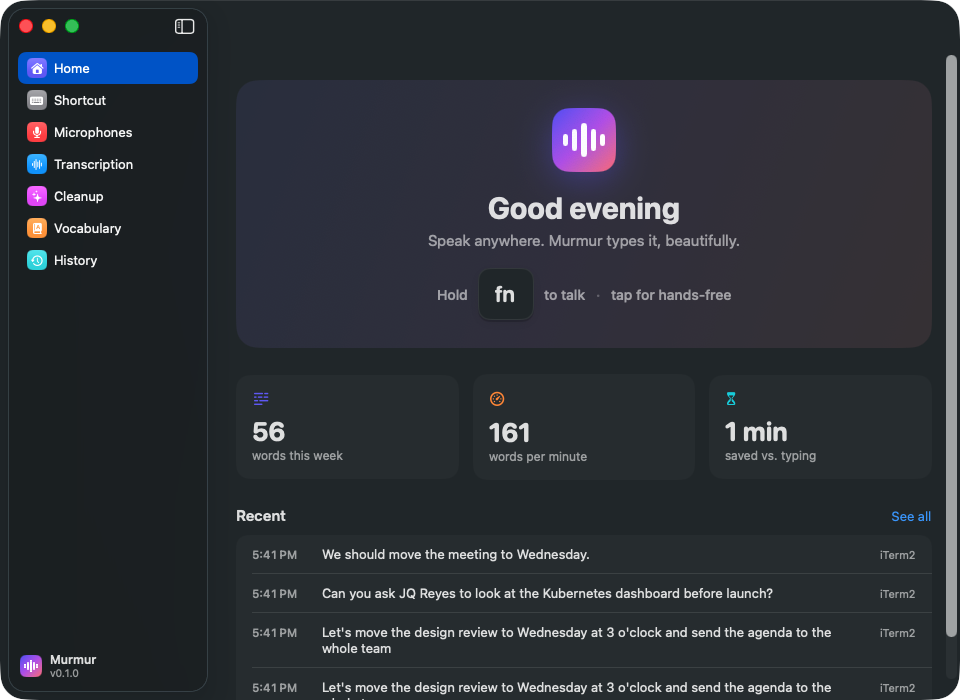 Home
Shortcut
Microphones
Transcription
Cleanup
Vocabulary
History
Murmur
v0.1.0
Good evening
Speak anywhere. Murmur types it, beautifully.
Hold fn to talk · tap for hands-free
56
words this week
161
words per minute
1 min
saved vs. typing
Recent See all
5:41 PM We should move the meeting to Wednesday. iTerm2
5:41 PM Can you ask JQ Reyes to look at the Kubernetes dashboard before launch? iTerm2
5:41 PM Let's move the design review to Wednesday at 3 o'clock and send the agenda to the iTerm2
whole team
5:41 PM Let's move the design review to Wednesday at 3 o'clock and send the agenda to the iTerm2